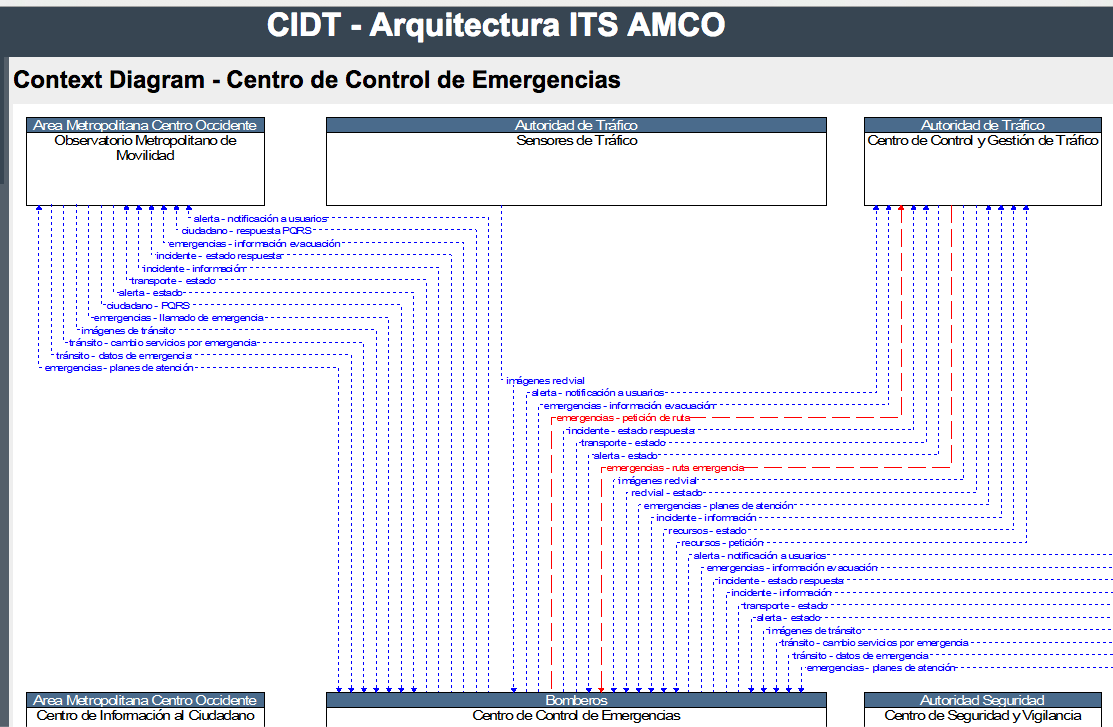 CIDT - Arquitectura ITS AMCO
Context Diagram - Centro de Control de Emergencias
Area Metropolitana Centro Occidente
Observatorio Metropolitano de
Movilidad
Autoridad de Tráfico
Sensores de Tráfico
Autoridad de Tráfico
Centro de Control y Gestión de Tráfico
alerta - notificación a usuarios
ciudadano - respuesta PQRS
emergencias - información evacuación
incidente - estado respuesta
incidente - información
transporte - estado
alerta - estado
ciudadano - PQRS
emergencias - llamado de emergencia
imágenes de tránsito
tránsito - cambio servicios por emergencia
tránsito - datos de emergencia
emergencias - planes de atención
imágenes red vial
alerta - notificación a usuarios
emergencias - información evacuación
emergencias - petición de ruta
incidente - estado respuesta
transporte - estado
alerta - estado
emergencias - ruta emergencia
imágenes red vial
red vial - estado
emergencias - planes de atención
incidente - información
recursos - estado
recursos - petición
alerta - notificación a usuarios
emergencias - información evacuación
incidente - estado respuesta
incidente - información
transporte - estado
alerta - estado
imágenes de tránsito
tránsito - cambio servicios por emergencia
tránsito - datos de emergencia
emergencias - planes de atención
Area Metropolitana Centro Occidente
Centro de Información al Ciudadano
Bomberos
Centro de Control de Emergencias
Autoridad Seguridad
Centro de Seguridad y Vigilancia